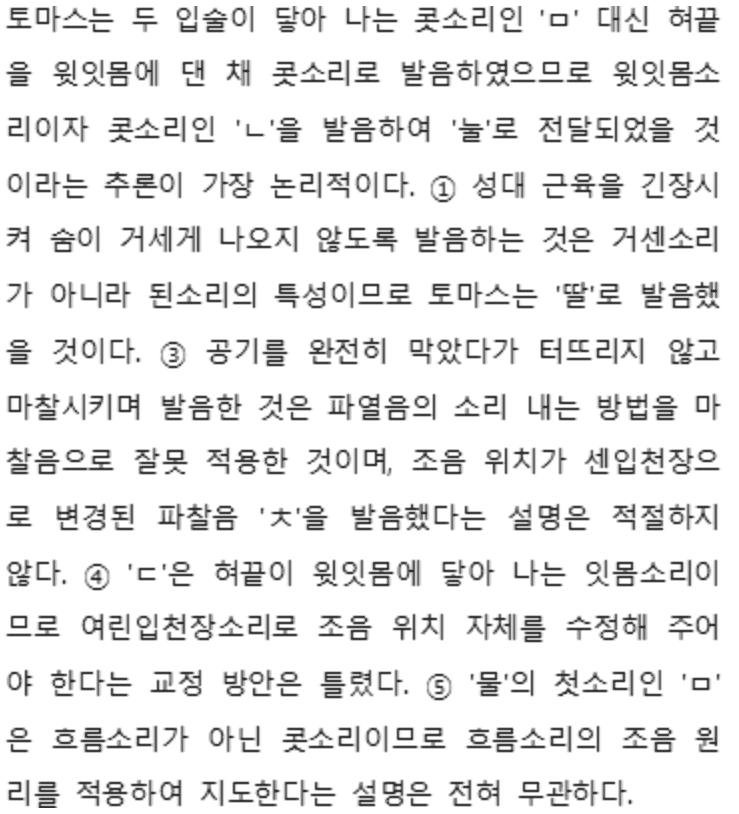 토마스는 두 입술이 닿아 나는 콧소리인 'ㅁ' 대신 혀끝
을 윗잇몸에 댄 채 콧소리로 발음하였으므로 윗잇몸소
리이자 콧소리인 'ㄴ'을 발음하여 '눌'로 전달되었을 것
이라는 추론이 가장 논리적이다. ① 성대 근육을 긴장시
켜 숨이 거세게 나오지 않도록 발음하는 것은 거센소리
가 아니라 된소리의 특성이므로 토마스는 '딸'로 발음했
을 것이다. ③ 공기를 완전히 막았다가 터뜨리지 않고
마찰시키며 발음한 것은 파열음의 소리 내는 방법을 마
찰음으로 잘못 적용한 것이며, 조음 위치가 센입천장으
로 변경된 파찰음 'ㅊ'을 발음했다는 설명은 적절하지
않다. ④ 'ㄷ'은 혀끝이 윗잇몸에 닿아 나는 잇몸소리이
므로 여린입천장소리로 조음 위치 자체를 수정해 주어
야 한다는 교정 방안은 틀렸다. ⑤ '물'의 첫소리인 'ㅁ'
은 흐름소리가 아닌 콧소리이므로 흐름소리의 조음 원
리를 적용하여 지도한다는 설명은 전혀 무관하다.